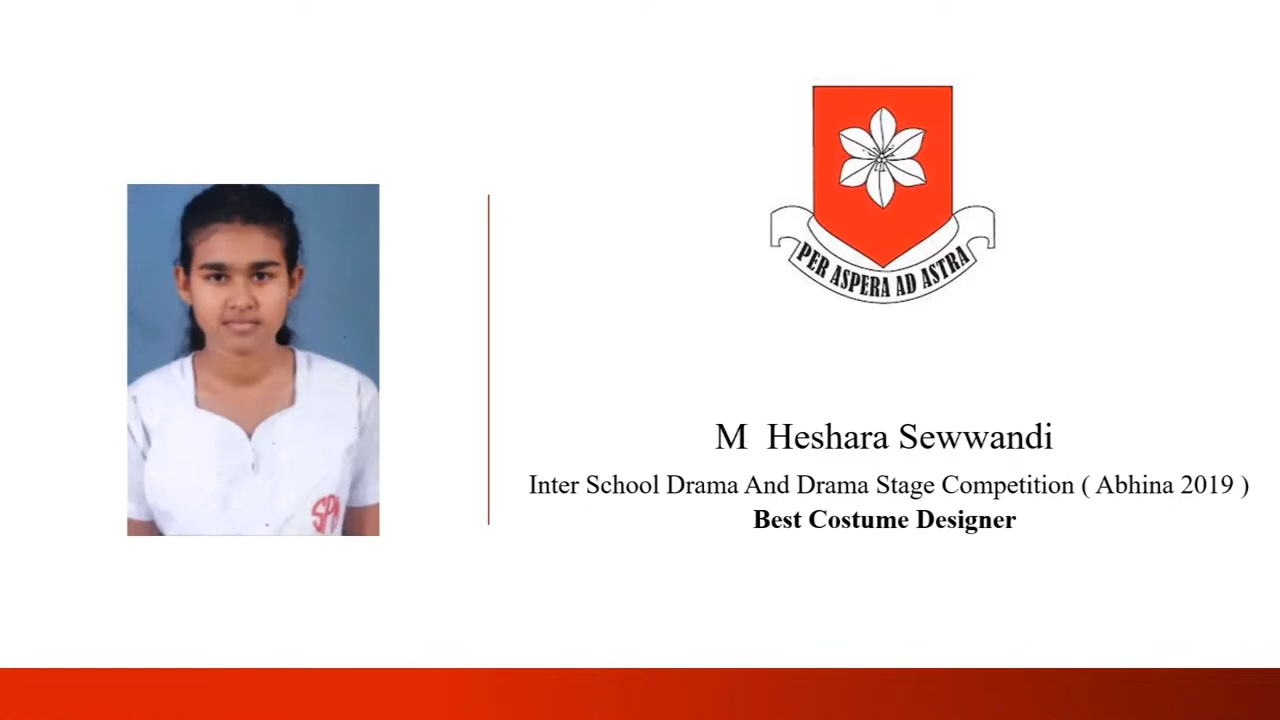 PER ASPERA AD ASTRA
M Heshara Sewwandi
Inter School Drama And Drama Stage Competition ( Abhina 2019 )
Best Costume Designer